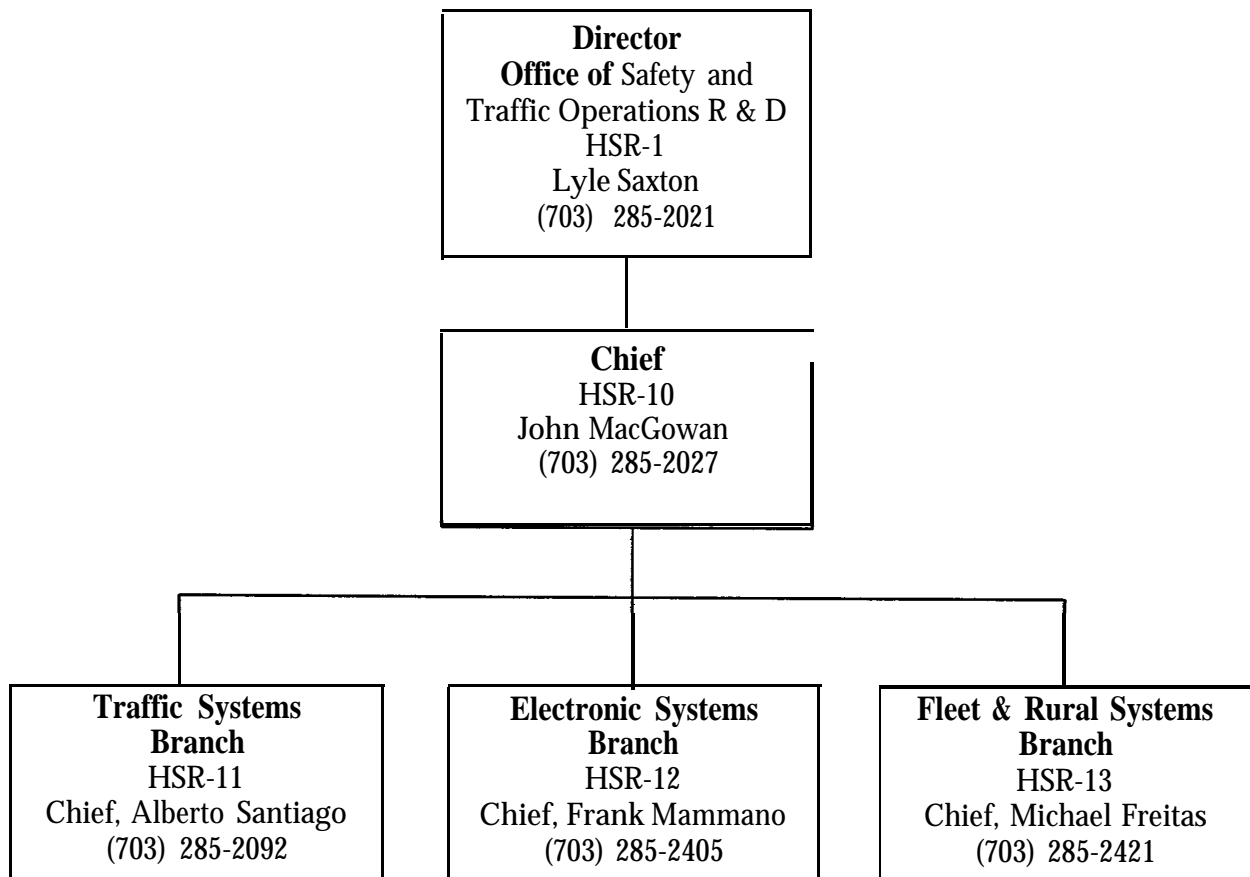 Director
Office of Safety and
Traffic Operations R & D
HSR-1
Lyle Saxton
(703) 285-2021
Chief
HSR-10
John MacGowan
(703) 285-2027
Traffic Systems
Branch
HSR-11
Chief, Alberto Santiago
(703) 285-2092
Electronic Systems
Branch
HSR-12
Chief, Frank Mammano
(703) 285-2405
Fleet & Rural Systems
Branch
HSR-13
Chief, Michael Freitas
(703) 285-2421